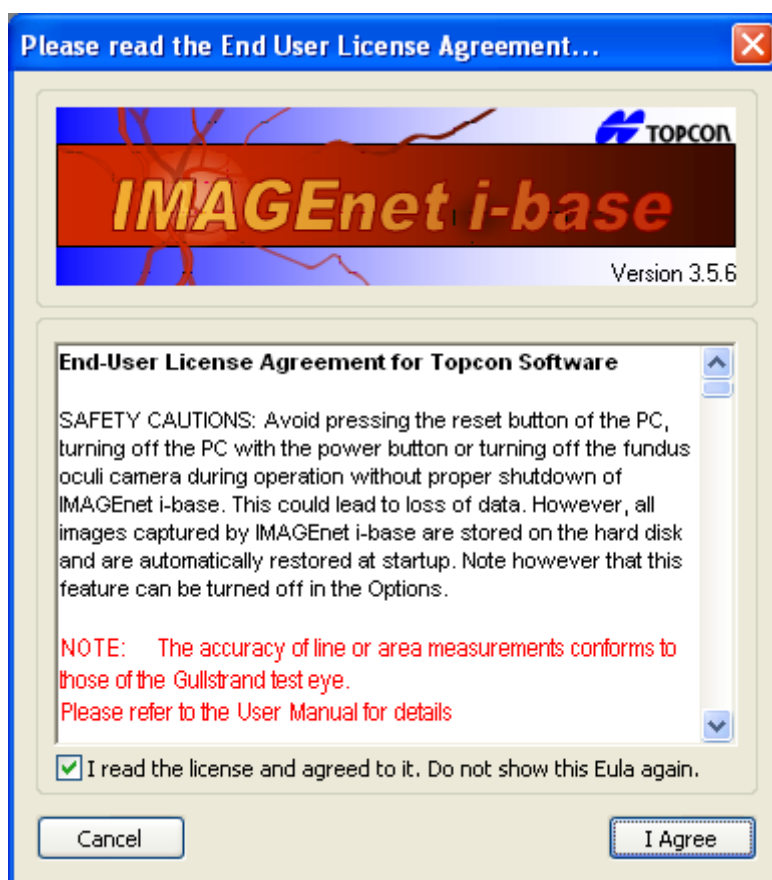 Please read the End User License Agreement...
TOPCON
IMAGEnet i-base
Version 3.5.6
End-User License Agreement for Topcon Software
SAFETY CAUTIONS: Avoid pressing the reset button of the PC,
turning off the PC with the power button or turning off the fundus
oculi camera during operation without proper shutdown of
IMAGEnet i-base. This could lead to loss of data. However, all
images captured by IMAGEnet i-base are stored on the hard disk
and are automatically restored at startup. Note however that this
feature can be turned off in the Options.
NOTE: The accuracy of line or area measurements conforms to
those of the Gullstrand test eye.
Please refer to the User Manual for details
I read the license and agreed to it. Do not show this Eula again.
Cancel
I Agree